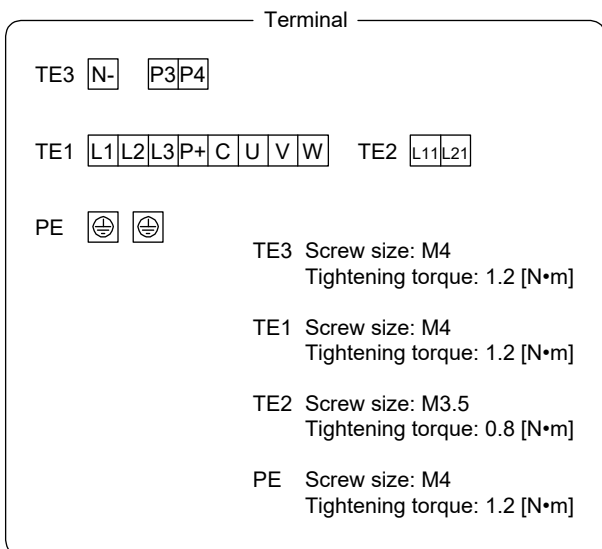 Terminal
TE3 N- P3 P4
TE1 L1 L2 L3 P+ C U V W TE2 L11 L21
PE
TE3 Screw size: M4
Tightening torque: 1.2 [N•m]
TE1 Screw size: M4
Tightening torque: 1.2 [N•m]
TE2 Screw size: M3.5
Tightening torque: 0.8 [N•m]
PE Screw size: M4
Tightening torque: 1.2 [N•m]